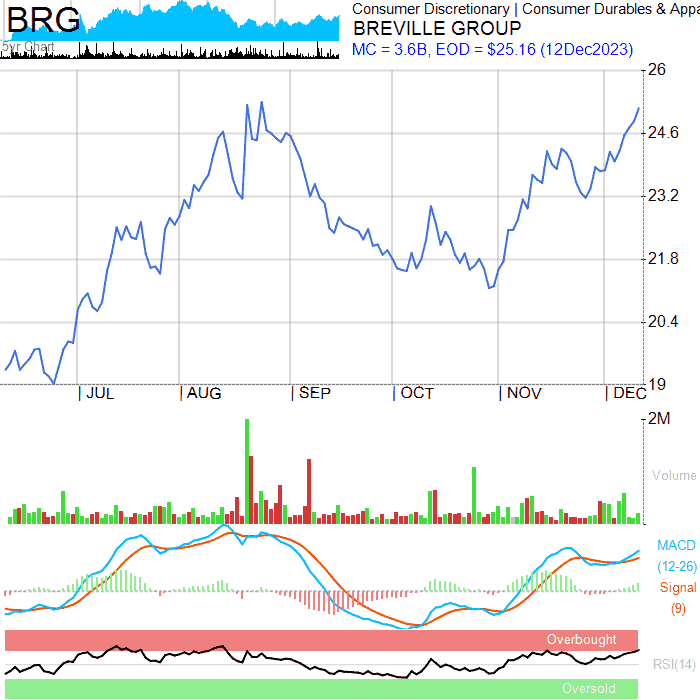 BRG
5yr Chart
Consumer Discretionary | Consumer Durables & Appa
BREVILLE GROUP
MC = 3.6B, EOD = $25.16 (12Dec2023)
26
24.6
23.2
21.8
20.4
19
| JUL | AUG | SEP | OCT | NOV | DEC
2M
Volume
MACD
(12-26)
Signal
(9)
Overbought
RSI(14)
Oversold